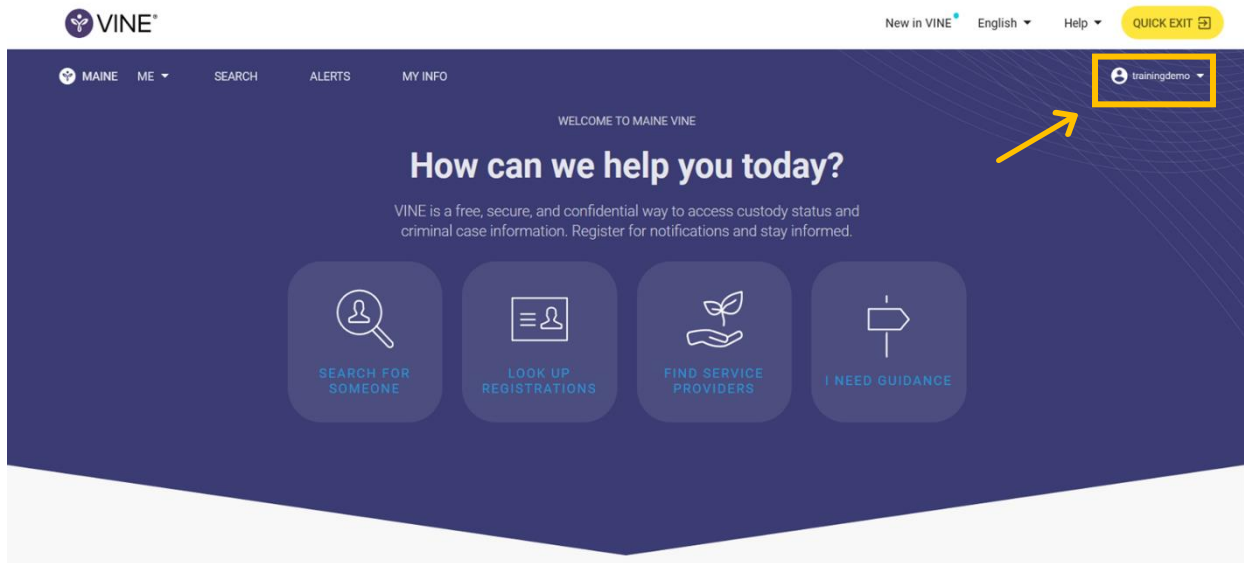 VINE®
New in VINE English Help QUICK EXIT
MAINE ME SEARCH ALERTS MY INFO trainingdemo
WELCOME TO MAINE VINE
How can we help you today?
VINE is a free, secure, and confidential way to access custody status and
criminal case information. Register for notifications and stay informed.
SEARCH FOR
SOMEONE
LOOK UP
REGISTRATIONS
FIND SERVICE
PROVIDERS
I NEED GUIDANCE